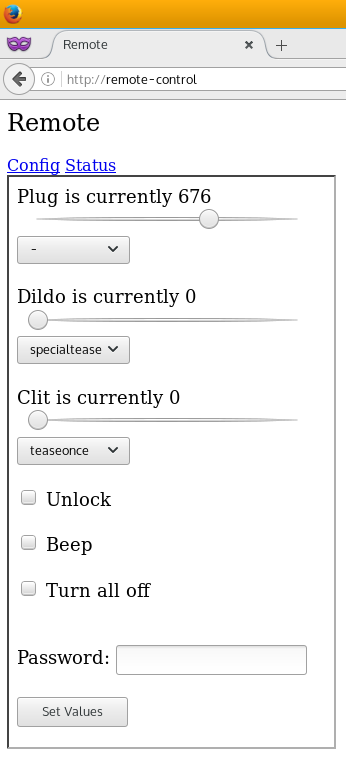 Remote
http://remote-control
Remote
Config Status
Plug is currently 676
-
Dildo is currently 0
specialtease
Clit is currently 0
teaseonce
Unlock
Beep
Turn all off
Password:
Set Values